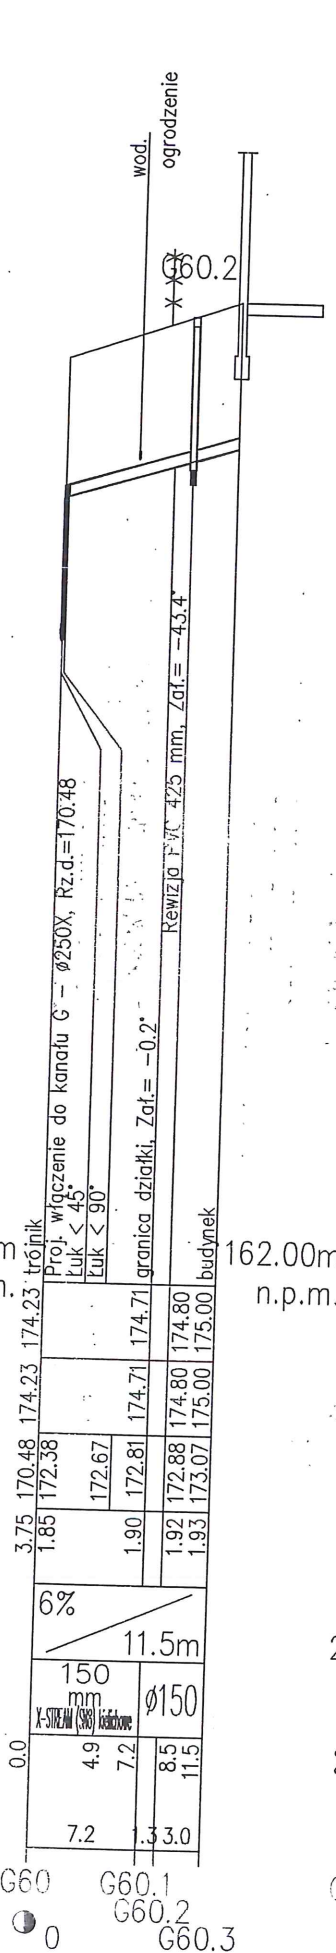 wod.
ogrodzenie
G60.2
Proj. włączenie do kanału G - ø250X, Rz.d.=170.48
Łuk < 45°
Łuk < 90°
granica działki, Zał.= -0.2°
Rewizja PVC 425 mm, Zał.= -43.4°
trójnik
budynek
162.00m
n.p.m.
m
174.23
174.71
174.80
175.00
174.23
174.71
174.80
175.00
170.48
172.38
172.67
172.81
172.88
173.07
3.75
1.85
1.90
1.92
1.93
6%
11.5m
150
mm
X-STREAM (SN8) kielichowe
ø150
0.0
4.9
7.2
8.5
11.5
7.2
1.3
3.0
G60
G60.1
G60.2
G60.3
0